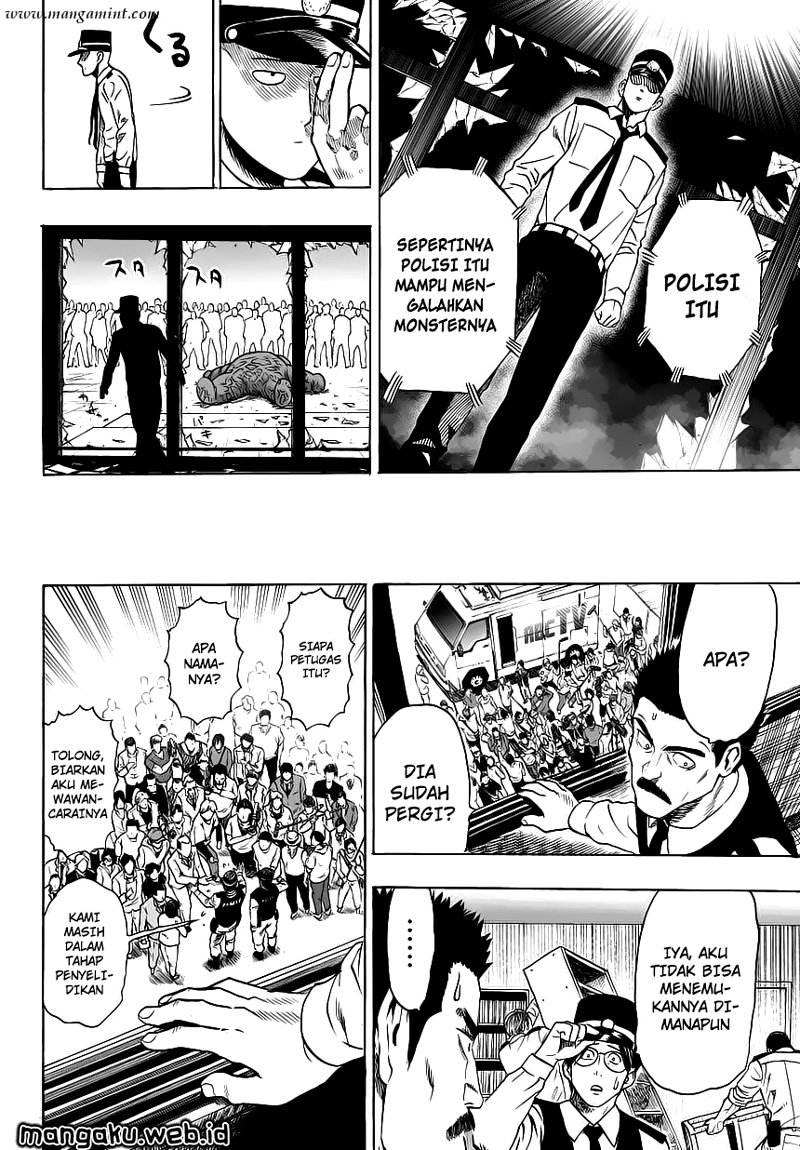 www.mangamint.com
POLISI
ITU
SEPERTINYA
POLISI ITU
MAMPU MEN-
GALAHKAN
MONSTERNYA
くる
スタ
スタ
APA?
ABC TV
DIA
SUDAH
PERGI?
SIAPA
PETUGAS
ITU?
APA
NAMA-
NYA?
TOLONG,
BIARKAN
AKU ME-
WAWAN-
CARAINYA
KAMI
MASIH
DALAM
TAHAP
PENYELI-
DIKAN
IYA, AKU
TIDAK BISA
MENEMU-
KANNYA DI-
MANAPUN
......
mangaku.web.id